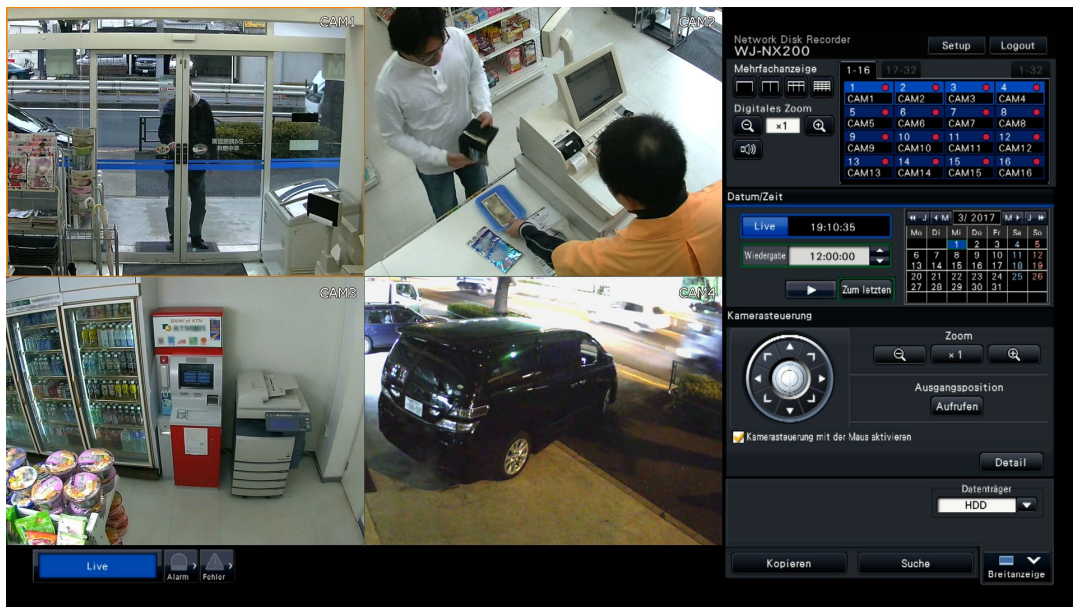 CAM1
CAM2
CAM3
BANK of ATM
CAM4
Live
Alarm
Fehler
Network Disk Recorder
WJ-NX200
Setup
Logout
Mehrfachanzeige
1-16
17-32
1-32
1 2 3 4
CAM1 CAM2 CAM3 CAM4
5 6 7 8
CAM5 CAM6 CAM7 CAM8
9 10 11 12
CAM9 CAM10 CAM11 CAM12
13 14 15 16
CAM13 CAM14 CAM15 CAM16
Digitales Zoom
×1
Datum/Zeit
Live 19:10:35
Wiedergabe 12:00:00
Zum letzten
J M 3/ 2017 M J
Mo Di Mi Do Fr Sa So
1 2 3 4 5
6 7 8 9 10 11 12
13 14 15 16 17 18 19
20 21 22 23 24 25 26
27 28 29 30 31
Kamerasteuerung
Zoom
×1
Ausgangsposition
Aufrufen
Kamerasteuerung mit der Maus aktivieren
Detail
Datenträger
HDD
Kopieren
Suche
Breitanzeige